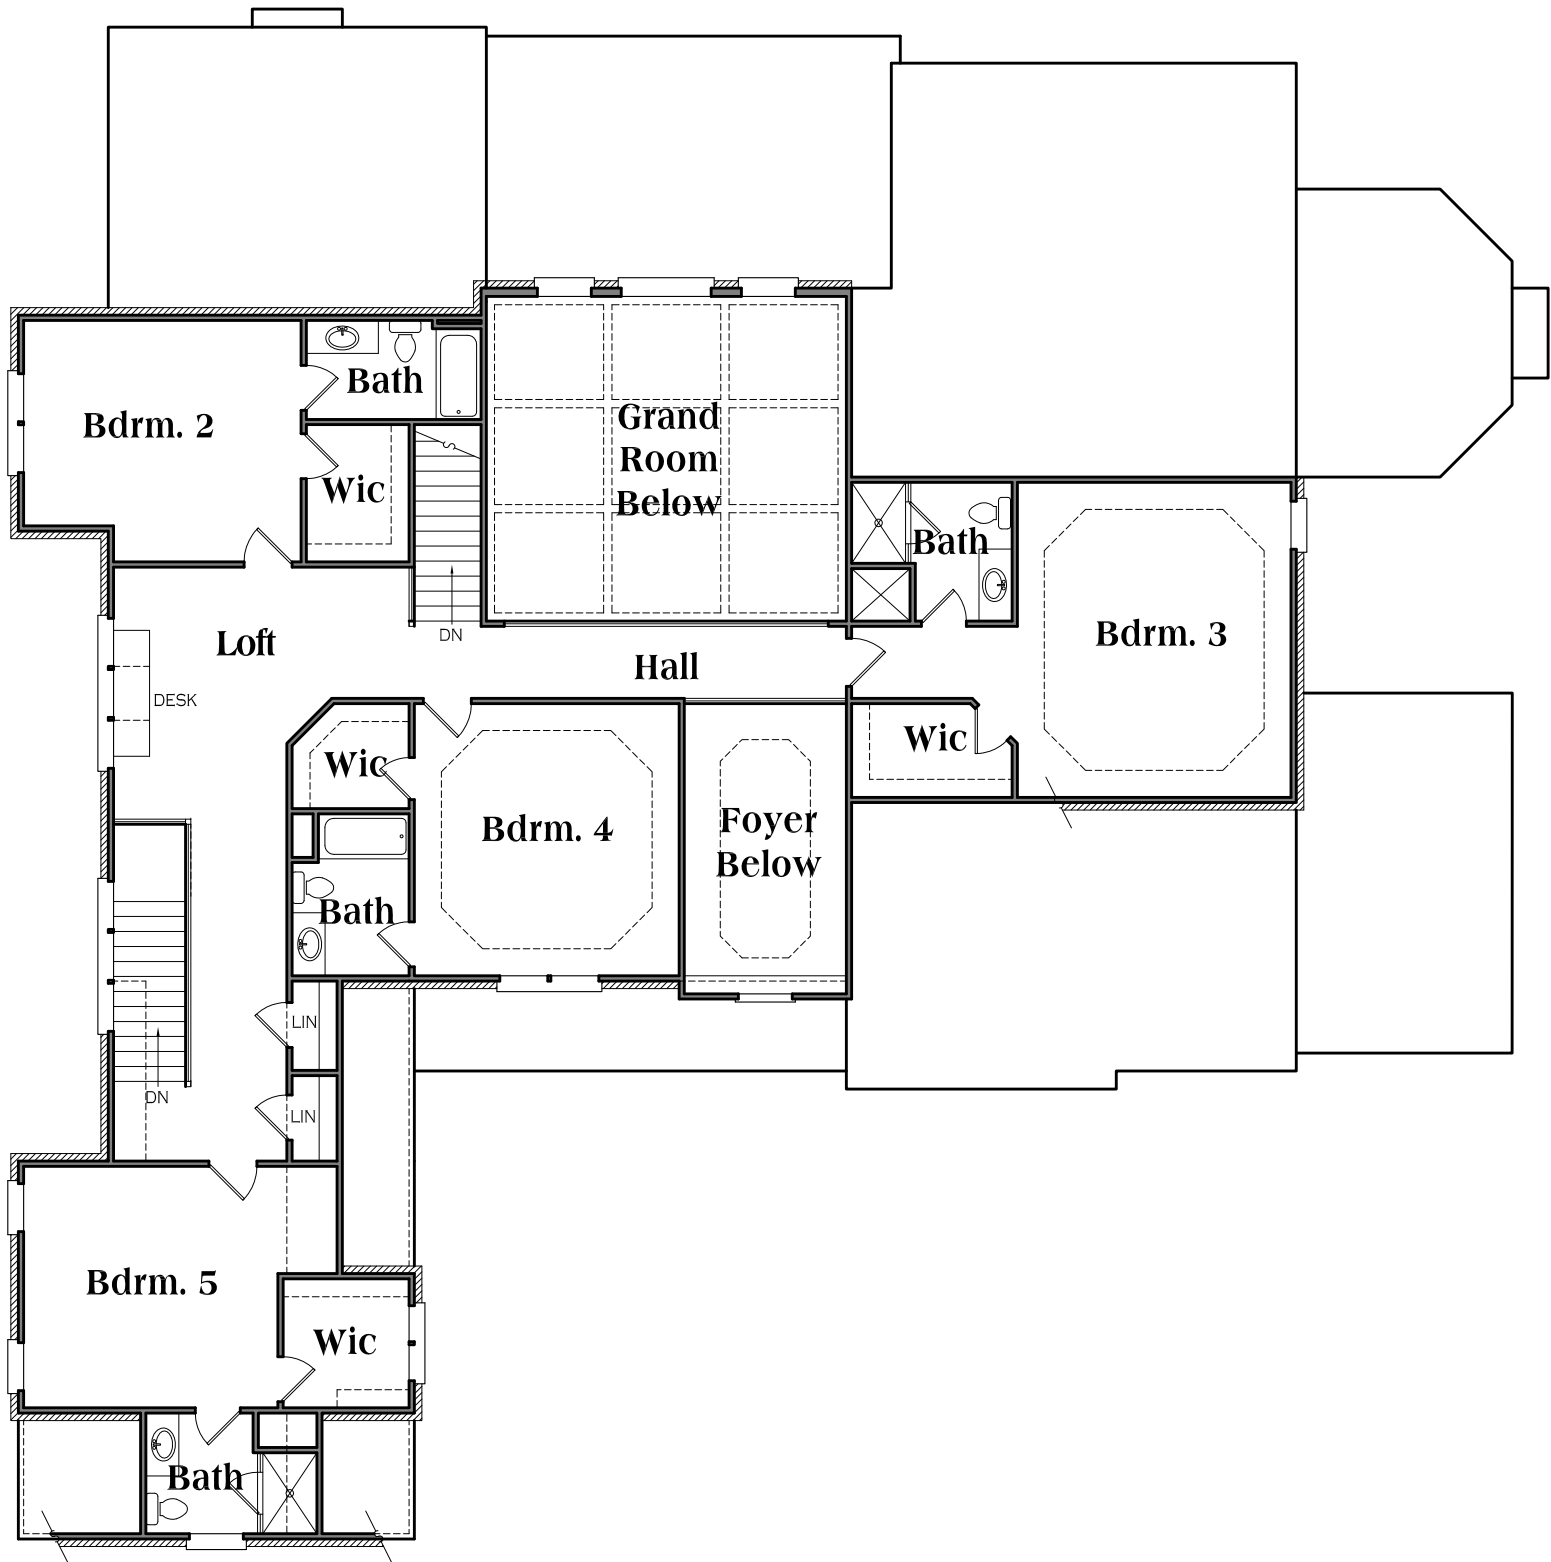 Bath
Bdrm. 2
Grand
Room
Below
Wic
Bath
DN
Loft
Hall
Bdrm. 3
DESK
Wic
Wic
Foyer
Below
Bdrm. 4
Bath
LIN
DN
LIN
Bdrm. 5
Wic
Bath